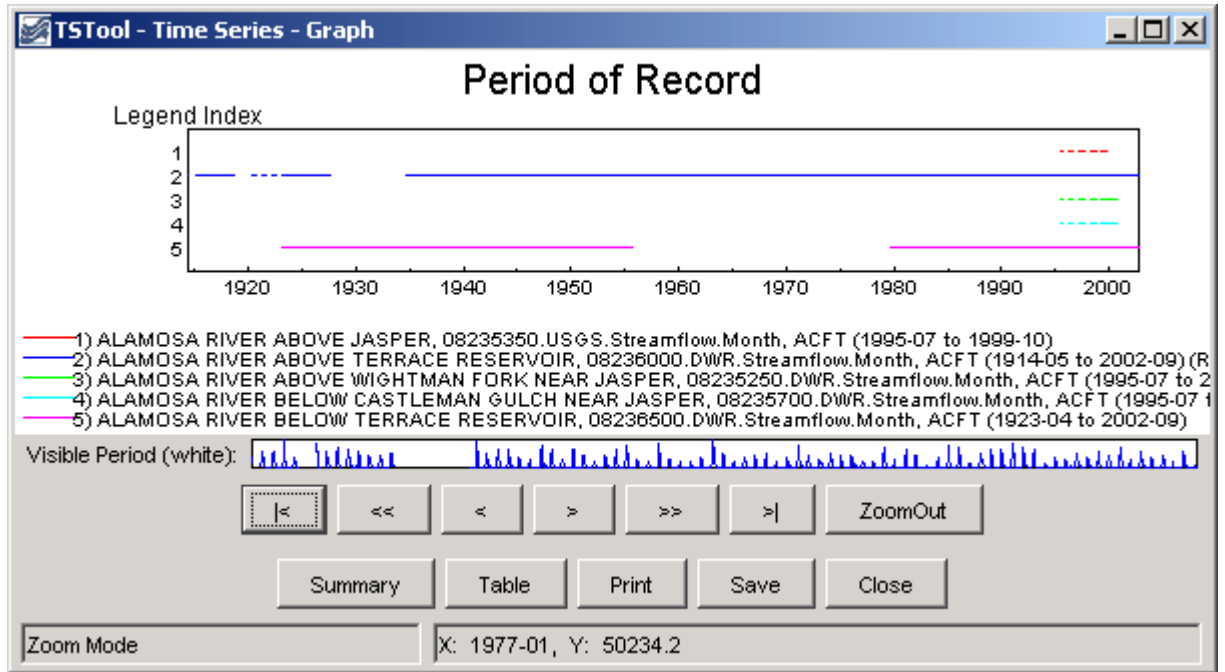 TSTool - Time Series - Graph
Period of Record
Legend Index
1
2
3
4
5
1920 1930 1940 1950 1960 1970 1980 1990 2000
1) ALAMOSA RIVER ABOVE JASPER, 08235350.USGS.Streamflow.Month, ACFT (1995-07 to 1999-10)
2) ALAMOSA RIVER ABOVE TERRACE RESERVOIR, 08236000.DWR.Streamflow.Month, ACFT (1914-05 to 2002-09) (R
3) ALAMOSA RIVER ABOVE WIGHTMAN FORK NEAR JASPER, 08235250.DWR.Streamflow.Month, ACFT (1995-07 to 2
4) ALAMOSA RIVER BELOW CASTLEMAN GULCH NEAR JASPER, 08235700.DWR.Streamflow.Month, ACFT (1995-07 t
5) ALAMOSA RIVER BELOW TERRACE RESERVOIR, 08236500.DWR.Streamflow.Month, ACFT (1923-04 to 2002-09)
Visible Period (white):
|< << < > >> >| ZoomOut
Summary Table Print Save Close
Zoom Mode X: 1977-01, Y: 50234.2